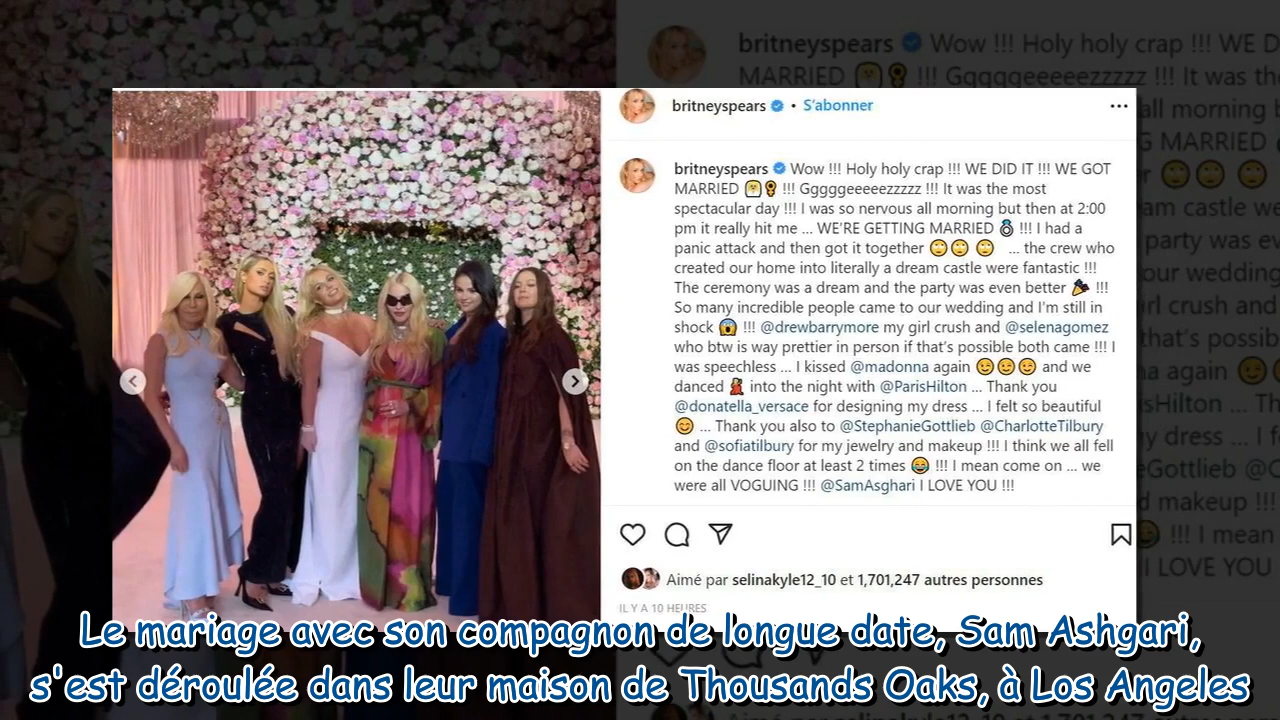 britneyspears • S'abonner
britneyspears Wow !!! Holy holy crap !!! WE DID IT !!! WE GOT
MARRIED 👰💍 !!! Gggggeeeeezzzzz !!! It was the most
spectacular day !!! I was so nervous all morning but then at 2:00
pm it really hit me ... WE'RE GETTING MARRIED 💍 !!! I had a
panic attack and then got it together 🙄🙄 🙄 ... the crew who
created our home into literally a dream castle were fantastic !!!
The ceremony was a dream and the party was even better 🎉 !!!
So many incredible people came to our wedding and I'm still in
shock 😱 !!! @drewbarrymore my girl crush and @selenagomez
who btw is way prettier in person if that's possible both came !!! I
was speechless ... I kissed @madonna again 😉😉😉 and we
danced 💃 into the night with @ParisHilton ... Thank you
@donatella_versace for designing my dress ... I felt so beautiful
😊 ... Thank you also to @StephanieGottlieb @CharlotteTilbury
and @sofiatilbury for my jewelry and makeup !!! I think we all fell
on the dance floor at least 2 times 😂 !!! I mean come on ... we
were all VOGUING !!! @SamAsghari I LOVE YOU !!!
Aimé par selinakyle12_10 et 1,701,247 autres personnes
IL Y A 10 HEURES
Le mariage avec son compagnon de longue date, Sam Ashgari,
s'est déroulée dans leur maison de Thousands Oaks, à Los Angeles